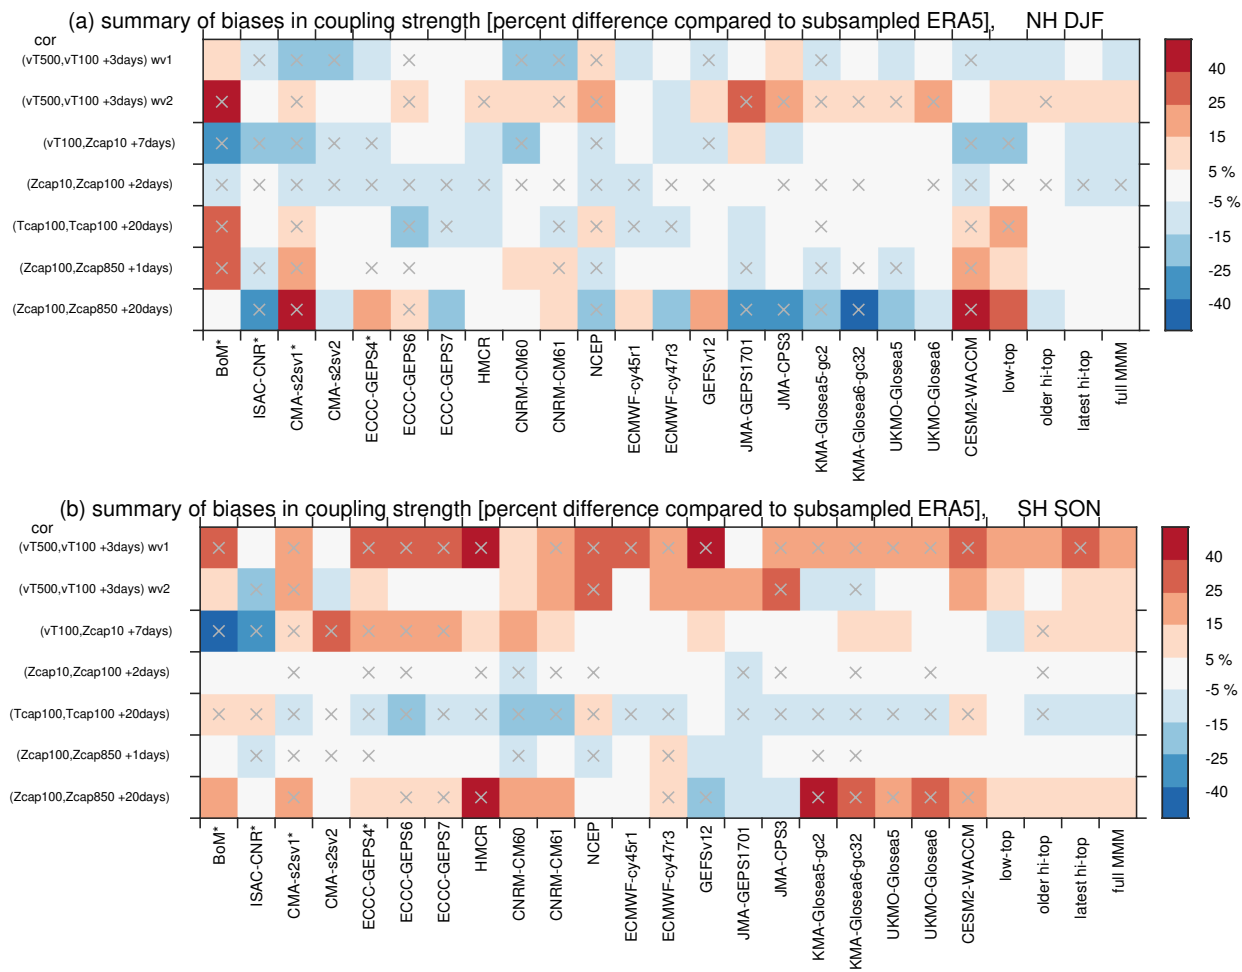 (a) summary of biases in coupling strength [percent difference compared to subsampled ERA5], NH DJF
cor
(vT500,vT100 +3days) wv1
(vT500,vT100 +3days) wv2
(vT100,Zcap10 +7days)
(Zcap10,Zcap100 +2days)
(Tcap100,Tcap100 +20days)
(Zcap100,Zcap850 +1days)
(Zcap100,Zcap850 +20days)
40
25
15
5 %
-5 %
-15
-25
-40
BoM*
ISAC-CNR*
CMA-s2sv1*
CMA-s2sv2
ECCC-GEPS4*
ECCC-GEPS6
ECCC-GEPS7
HMCR
CNRM-CM60
CNRM-CM61
NCEP
ECMWF-cy45r1
ECMWF-cy47r3
GEFSv12
JMA-GEPS1701
JMA-CPS3
KMA-Glosea5-gc2
KMA-Glosea6-gc32
UKMO-Glosea5
UKMO-Glosea6
CESM2-WACCM
low-top
older hi-top
latest hi-top
full MMM
(b) summary of biases in coupling strength [percent difference compared to subsampled ERA5], SH SON
cor
(vT500,vT100 +3days) wv1
(vT500,vT100 +3days) wv2
(vT100,Zcap10 +7days)
(Zcap10,Zcap100 +2days)
(Tcap100,Tcap100 +20days)
(Zcap100,Zcap850 +1days)
(Zcap100,Zcap850 +20days)
40
25
15
5 %
-5 %
-15
-25
-40
BoM*
ISAC-CNR*
CMA-s2sv1*
CMA-s2sv2
ECCC-GEPS4*
ECCC-GEPS6
ECCC-GEPS7
HMCR
CNRM-CM60
CNRM-CM61
NCEP
ECMWF-cy45r1
ECMWF-cy47r3
GEFSv12
JMA-GEPS1701
JMA-CPS3
KMA-Glosea5-gc2
KMA-Glosea6-gc32
UKMO-Glosea5
UKMO-Glosea6
CESM2-WACCM
low-top
older hi-top
latest hi-top
full MMM